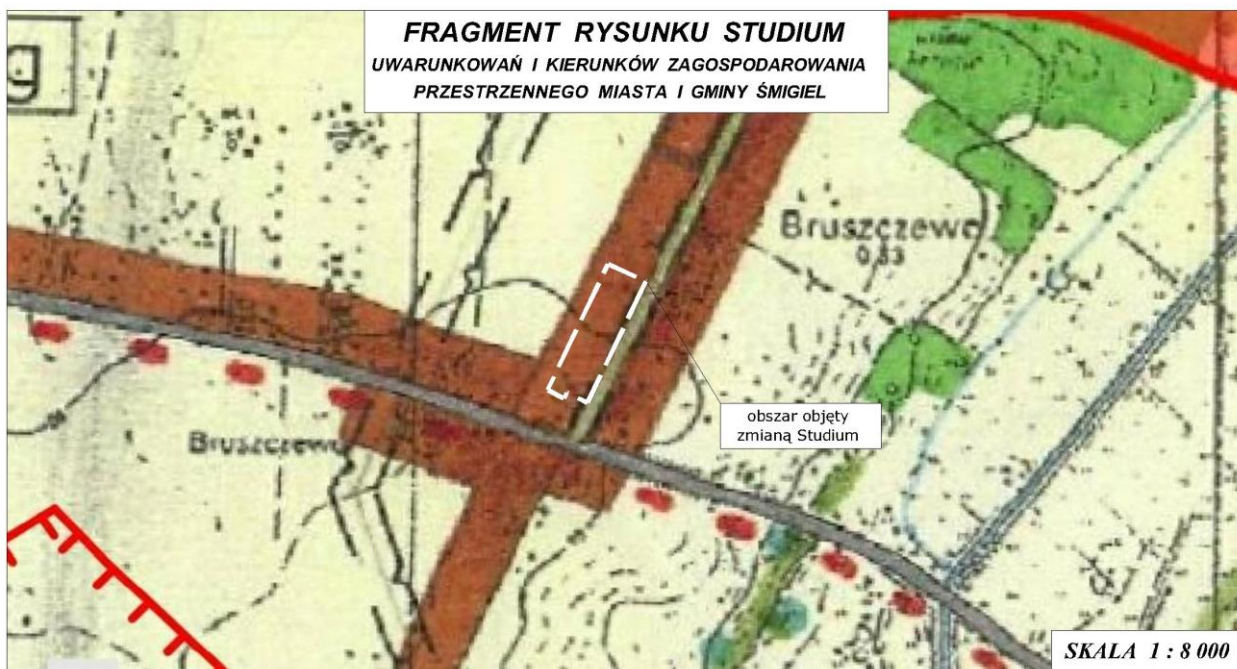 FRAGMENT RYSUNKU STUDIUM
UWARUNKOWAŃ I KIERUNKÓW ZAGOSPODAROWANIA
PRZESTRZENNEGO MIASTA I GMINY ŚMIGIEL
g
Bruszczewo
0,33
obszar objęty
zmianą Studium
Bruszczewo
SKALA 1 : 8 000